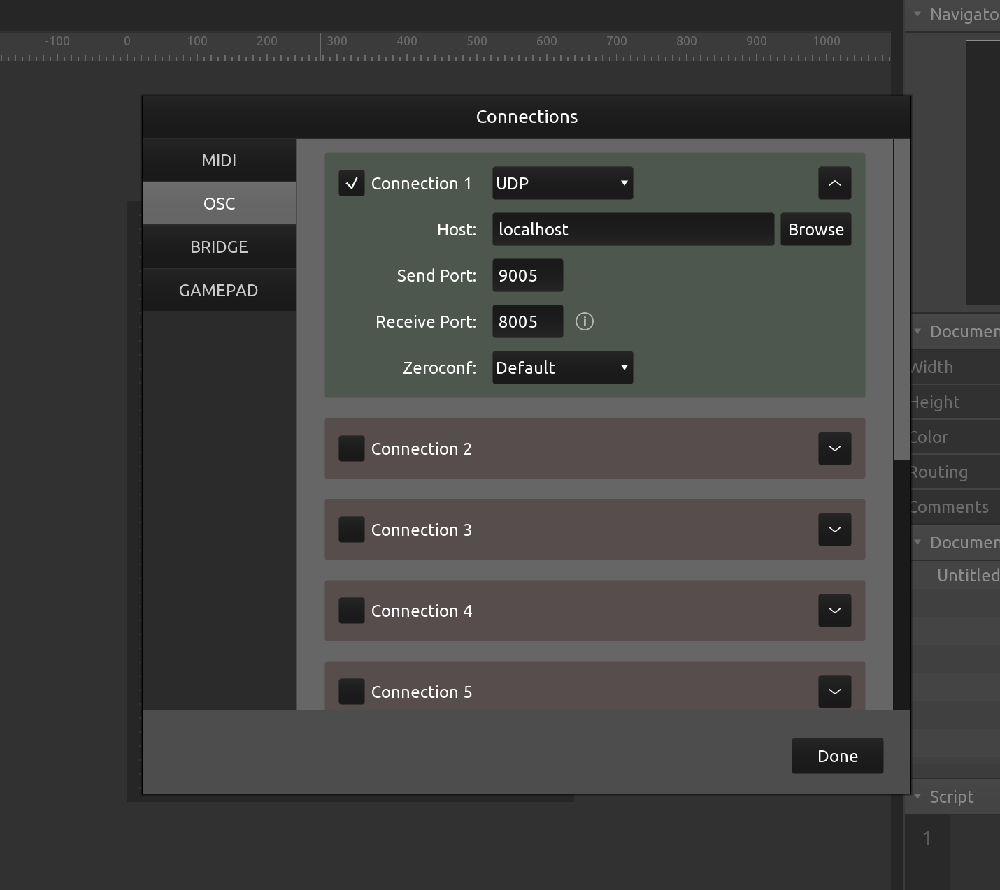 Navigato
-100 0 100 200 300 400 500 600 700 800 900 1000
Connections
MIDI
OSC
BRIDGE
GAMEPAD
Connection 1 UDP
Host: localhost Browse
Send Port: 9005
Receive Port: 8005
Zeroconf: Default
Connection 2
Connection 3
Connection 4
Connection 5
Done
Documen
Width
Height
Color
Routing
Comments
Documen
Untitled
Script
1